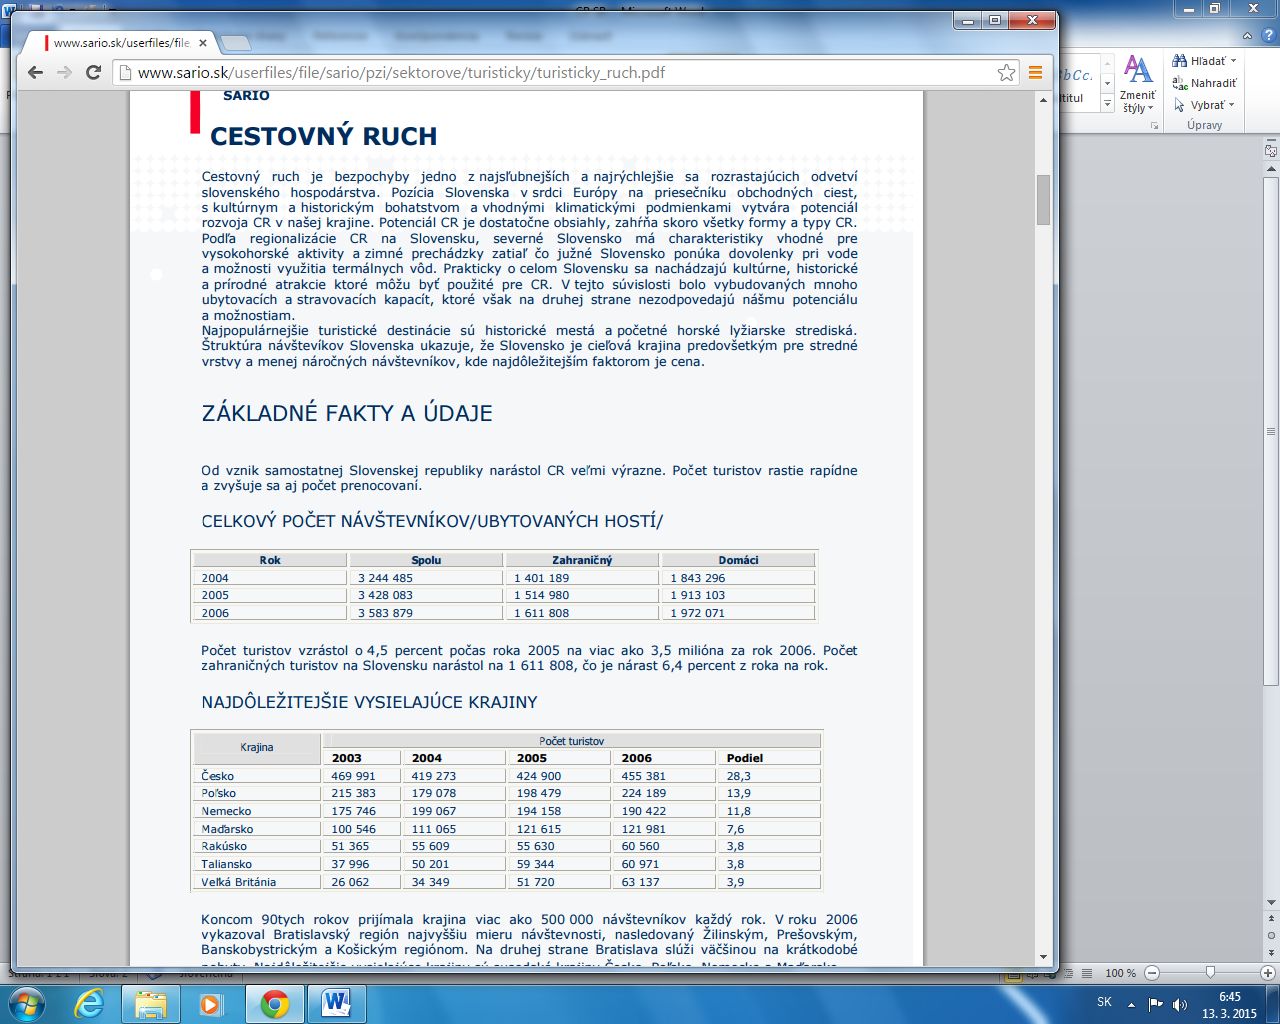 www.sario.sk/userfiles/file
www.sario.sk/userfiles/file/sario/pzi/sektorove/turisticky/turisticky_ruch.pdf
Hľadať
Nahradiť
Vybrať
Úpravy
Zmeniť
štýly
SARIO
CESTOVNÝ RUCH
Cestovný ruch je bezpochyby jedno z najsľubnejších a najrýchlejšie sa rozrastajúcich odvetví
slovenského hospodárstva. Pozícia Slovenska v srdci Európy na priesečníku obchodných ciest,
s kultúrnym a historickým bohatstvom a vhodnými klimatickými podmienkami vytvára potenciál
rozvoja CR v našej krajine. Potenciál CR je dostatočne obsiahly, zahŕňa skoro všetky formy a typy CR.
Podľa regionalizácie CR na Slovensku, severné Slovensko má charakteristiky vhodné pre
vysokohorské aktivity a zimné prechádzky zatiaľ čo južné Slovensko ponúka dovolenky pri vode
a možnosti využitia termálnych vôd. Prakticky o celom Slovensku sa nachádzajú kultúrne, historické
a prírodné atrakcie ktoré môžu byť použité pre CR. V tejto súvislosti bolo vybudovaných mnoho
ubytovacích a stravovacích kapacít, ktoré však na druhej strane nezodpovedajú nášmu potenciálu
a možnostiam.
Najpopulárnejšie turistické destinácie sú historické mestá a početné horské lyžiarske strediská.
Štruktúra návštevíkov Slovenska ukazuje, že Slovensko je cieľová krajina predovšetkým pre stredné
vrstvy a menej náročných návštevníkov, kde najdôležitejším faktorom je cena.
ZÁKLADNÉ FAKTY A ÚDAJE
Od vznik samostatnej Slovenskej republiky narástol CR veľmi výrazne. Počet turistov rastie rapídne
a zvyšuje sa aj počet prenocovaní.
CELKOVÝ POČET NÁVŠTEVNÍKOV/UBYTOVANÝCH HOSTÍ/
Rok Spolu Zahraničný Domáci
2004 3 244 485 1 401 189 1 843 296
2005 3 428 083 1 514 980 1 913 103
2006 3 583 879 1 611 808 1 972 071
Počet turistov vzrástol o 4,5 percent počas roka 2005 na viac ako 3,5 milióna za rok 2006. Počet
zahraničných turistov na Slovensku narástol na 1 611 808, čo je nárast 6,4 percent z roka na rok.
NAJDÔLEŽITEJŠIE VYSIELAJÚCE KRAJINY
Krajina Počet turistov
2003 2004 2005 2006 Podiel
Česko 469 991 419 273 424 900 455 381 28,3
Poľsko 215 383 179 078 198 479 224 189 13,9
Nemecko 175 746 199 067 194 158 190 422 11,8
Maďarsko 100 546 111 065 121 615 121 981 7,6
Rakúsko 51 365 55 609 55 630 60 560 3,8
Taliansko 37 996 50 201 59 344 60 971 3,8
Veľká Británia 26 062 34 349 51 720 63 137 3,9
Koncom 90tych rokov prijímala krajina viac ako 500 000 návštevníkov každý rok. V roku 2006
vykazoval Bratislavský región najvyššiu mieru návštevnosti, nasledovaný Žilinským, Prešovským,
Banskobystrickým a Košickým regiónom. Na druhej strane Bratislava slúži väčšinou na krátkodobé
100 %
SK
6:45
13. 3. 2015